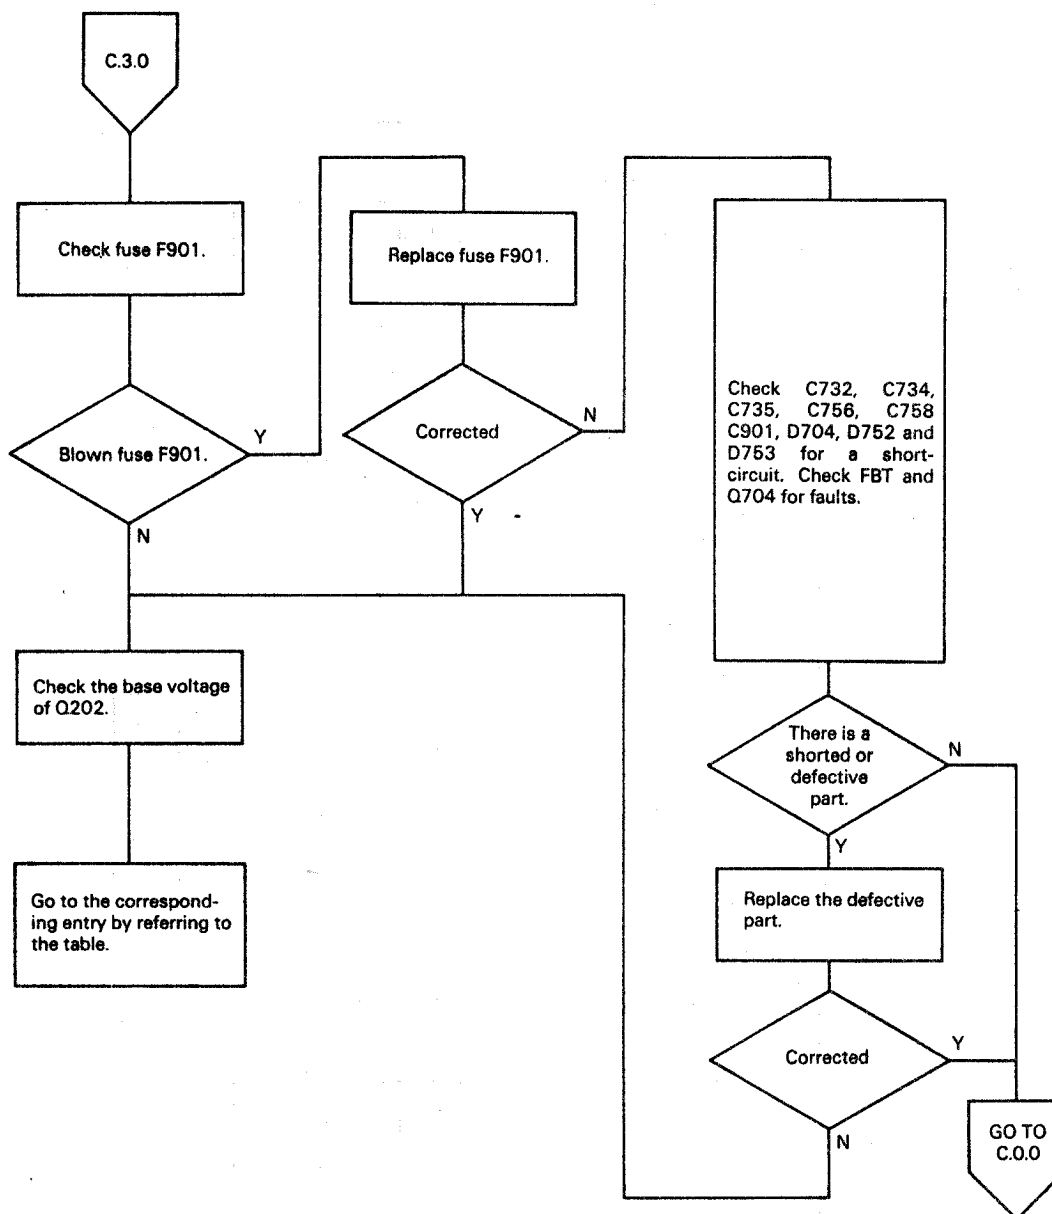 C.3.0
Check fuse F901.
Blown fuse F901.
Y
N
Replace fuse F901.
Corrected
N
Y
Check C732, C734,
C735, C756, C758
C901, D704, D752 and
D753 for a short-
circuit. Check FBT and
Q704 for faults.
Check the base voltage
of Q202.
Go to the correspond-
ing entry by referring to
the table.
There is a
shorted or
defective
part.
N
Y
Replace the defective
part.
Corrected
Y
N
GO TO
C.0.0